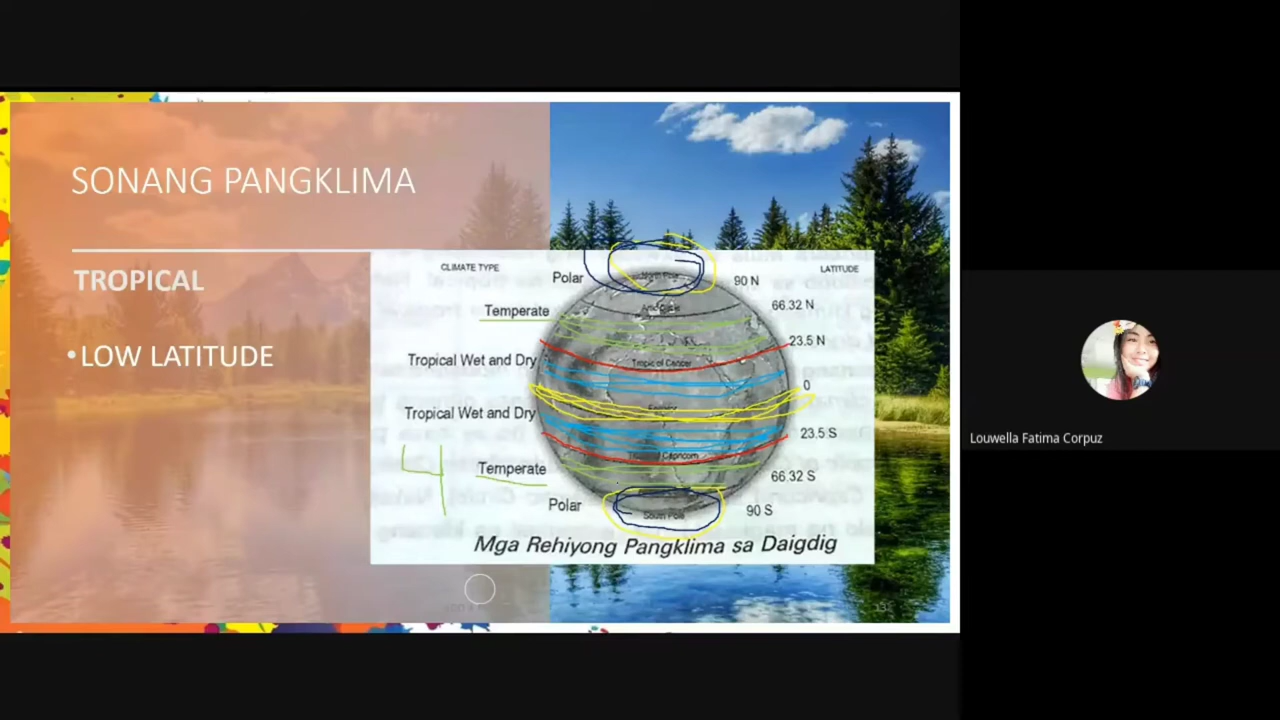 SONANG PANGKLIMA
TROPICAL
• LOW LATITUDE
CLIMATE TYPE
LATITUDE
Polar
North Pole
90 N
Temperate
Arctic Circle
66.32 N
23.5 N
Tropical Wet and Dry
Tropic of Cancer
0
Equator
Tropical Wet and Dry
23.5 S
Tropic of Capricorn
4
Temperate
66.32 S
Polar
South Pole
90 S
Mga Rehiyong Pangklima sa Daigdig
Louwella Fatima Corpuz